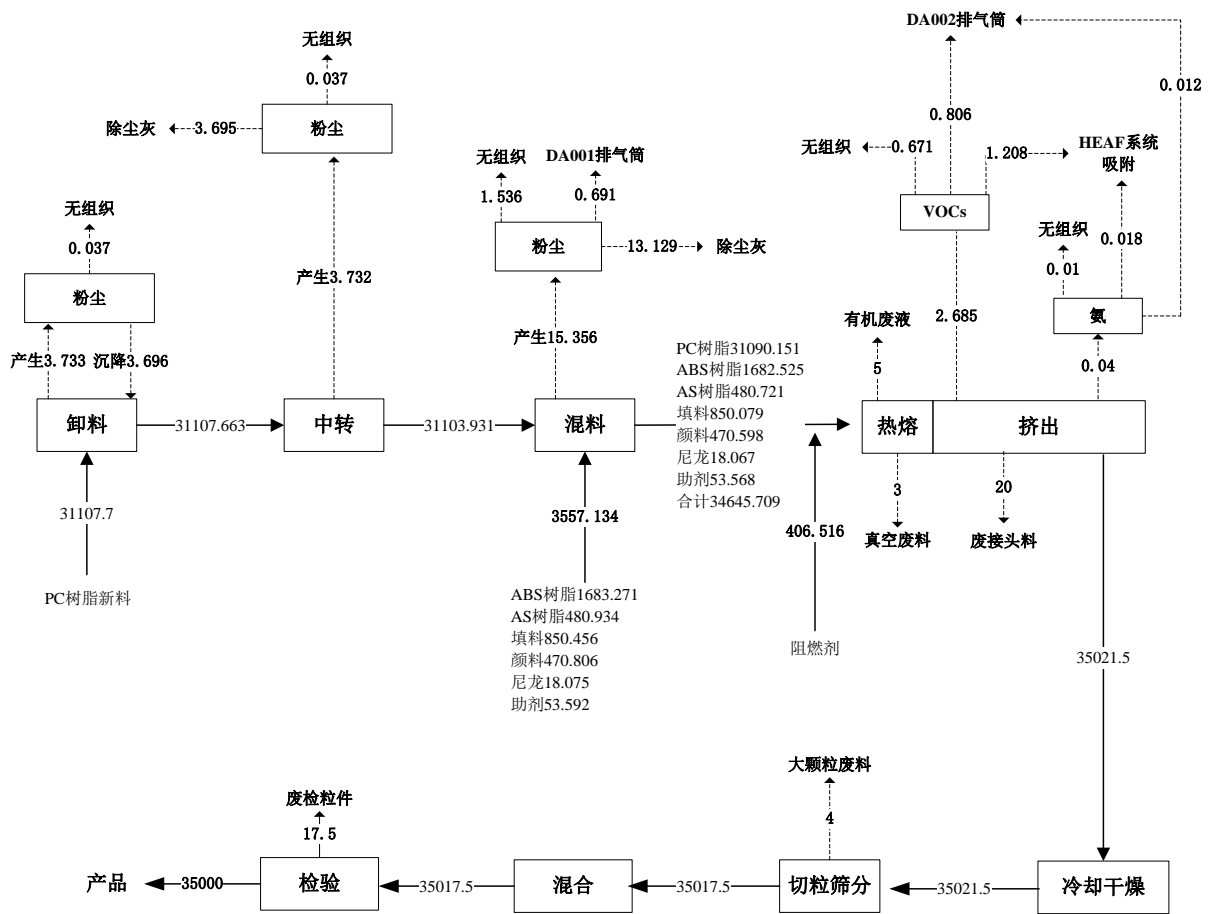 DA002排气筒
无组织
0.037
0.012
除尘灰
3.695
粉尘
0.806
无组织
0.671
1.208
HEAF系统
吸附
无组织
DA001排气筒
1.536
0.691
VOCs
无组织
0.037
粉尘
13.129
除尘灰
无组织
0.01
0.018
产生3.732
粉尘
2.685
氨
有机废液
产生3.733
沉降3.696
产生15.356
PC树脂31090.151
ABS树脂1682.525
AS树脂480.721
填料850.079
颜料470.598
尼龙18.067
助剂53.568
合计34645.709
5
0.04
卸料
31107.663
中转
31103.931
混料
热熔
挤出
31107.7
3557.134
406.516
3
20
真空废料
废接头料
PC树脂新料
ABS树脂1683.271
AS树脂480.934
填料850.456
颜料470.806
尼龙18.075
助剂53.592
阻燃剂
35021.5
大颗粒废料
4
废检粒件
17.5
产品
35000
检验
35017.5
混合
35017.5
切粒筛分
35021.5
冷却干燥